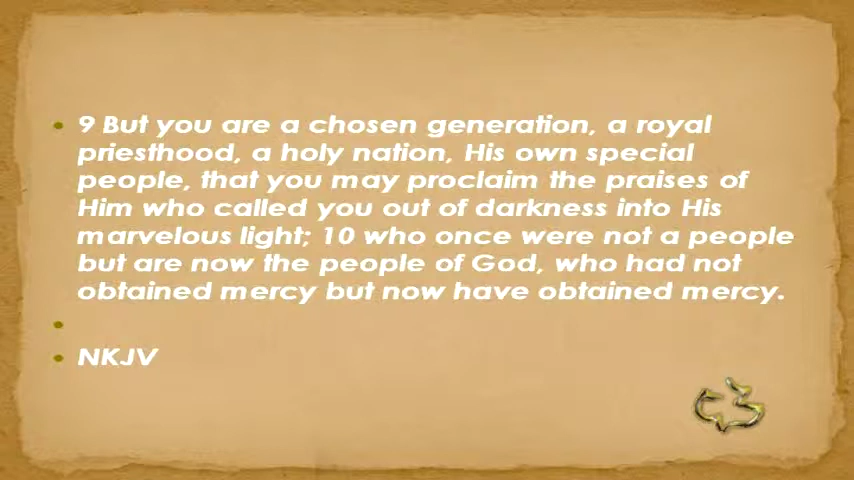 9 But you are a chosen generation, a royal
priesthood, a holy nation, His own special
people, that you may proclaim the praises of
Him who called you out of darkness into His
marvelous light; 10 who once were not a people
but are now the people of God, who had not
obtained mercy but now have obtained mercy.
NKJV